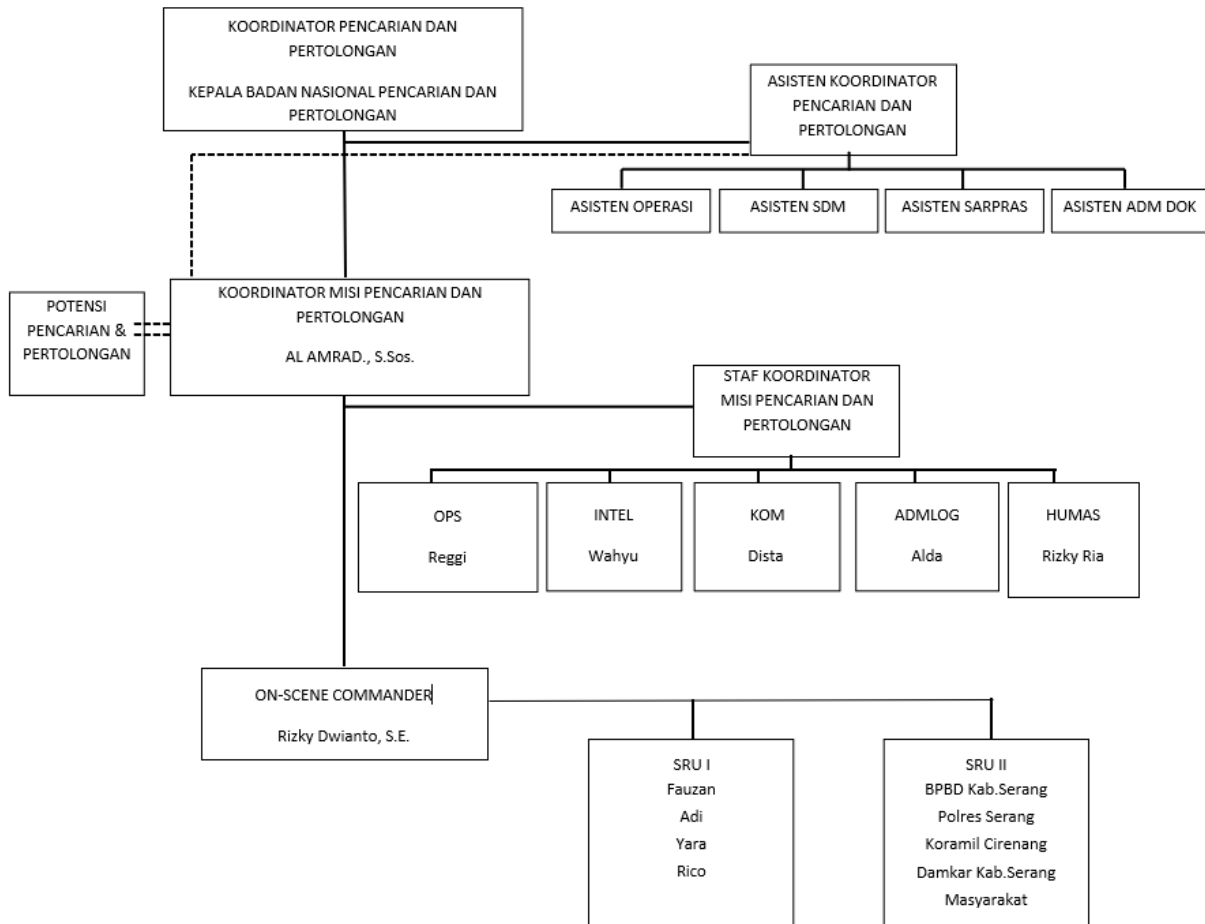 KOORDINATOR PENCARIAN DAN
PERTOLONGAN
KEPALA BADAN NASIONAL PENCARIAN DAN
PERTOLONGAN
ASISTEN KOORDINATOR
PENCARIAN DAN
PERTOLONGAN
ASISTEN OPERASI
ASISTEN SDM
ASISTEN SARPRAS
ASISTEN ADM DOK
POTENSI
PENCARIAN &
PERTOLONGAN
KOORDINATOR MISI PENCARIAN DAN
PERTOLONGAN
AL AMRAD., S.Sos.
STAF KOORDINATOR
MISI PENCARIAN DAN
PERTOLONGAN
OPS
Reggi
INTEL
Wahyu
KOM
Dista
ADMLOG
Alda
HUMAS
Rizky Ria
ON-SCENE COMMANDER
Rizky Dwianto, S.E.
SRU I
Fauzan
Adi
Yara
Rico
SRU II
BPBD Kab.Serang
Polres Serang
Koramil Cirenang
Damkar Kab.Serang
Masyarakat